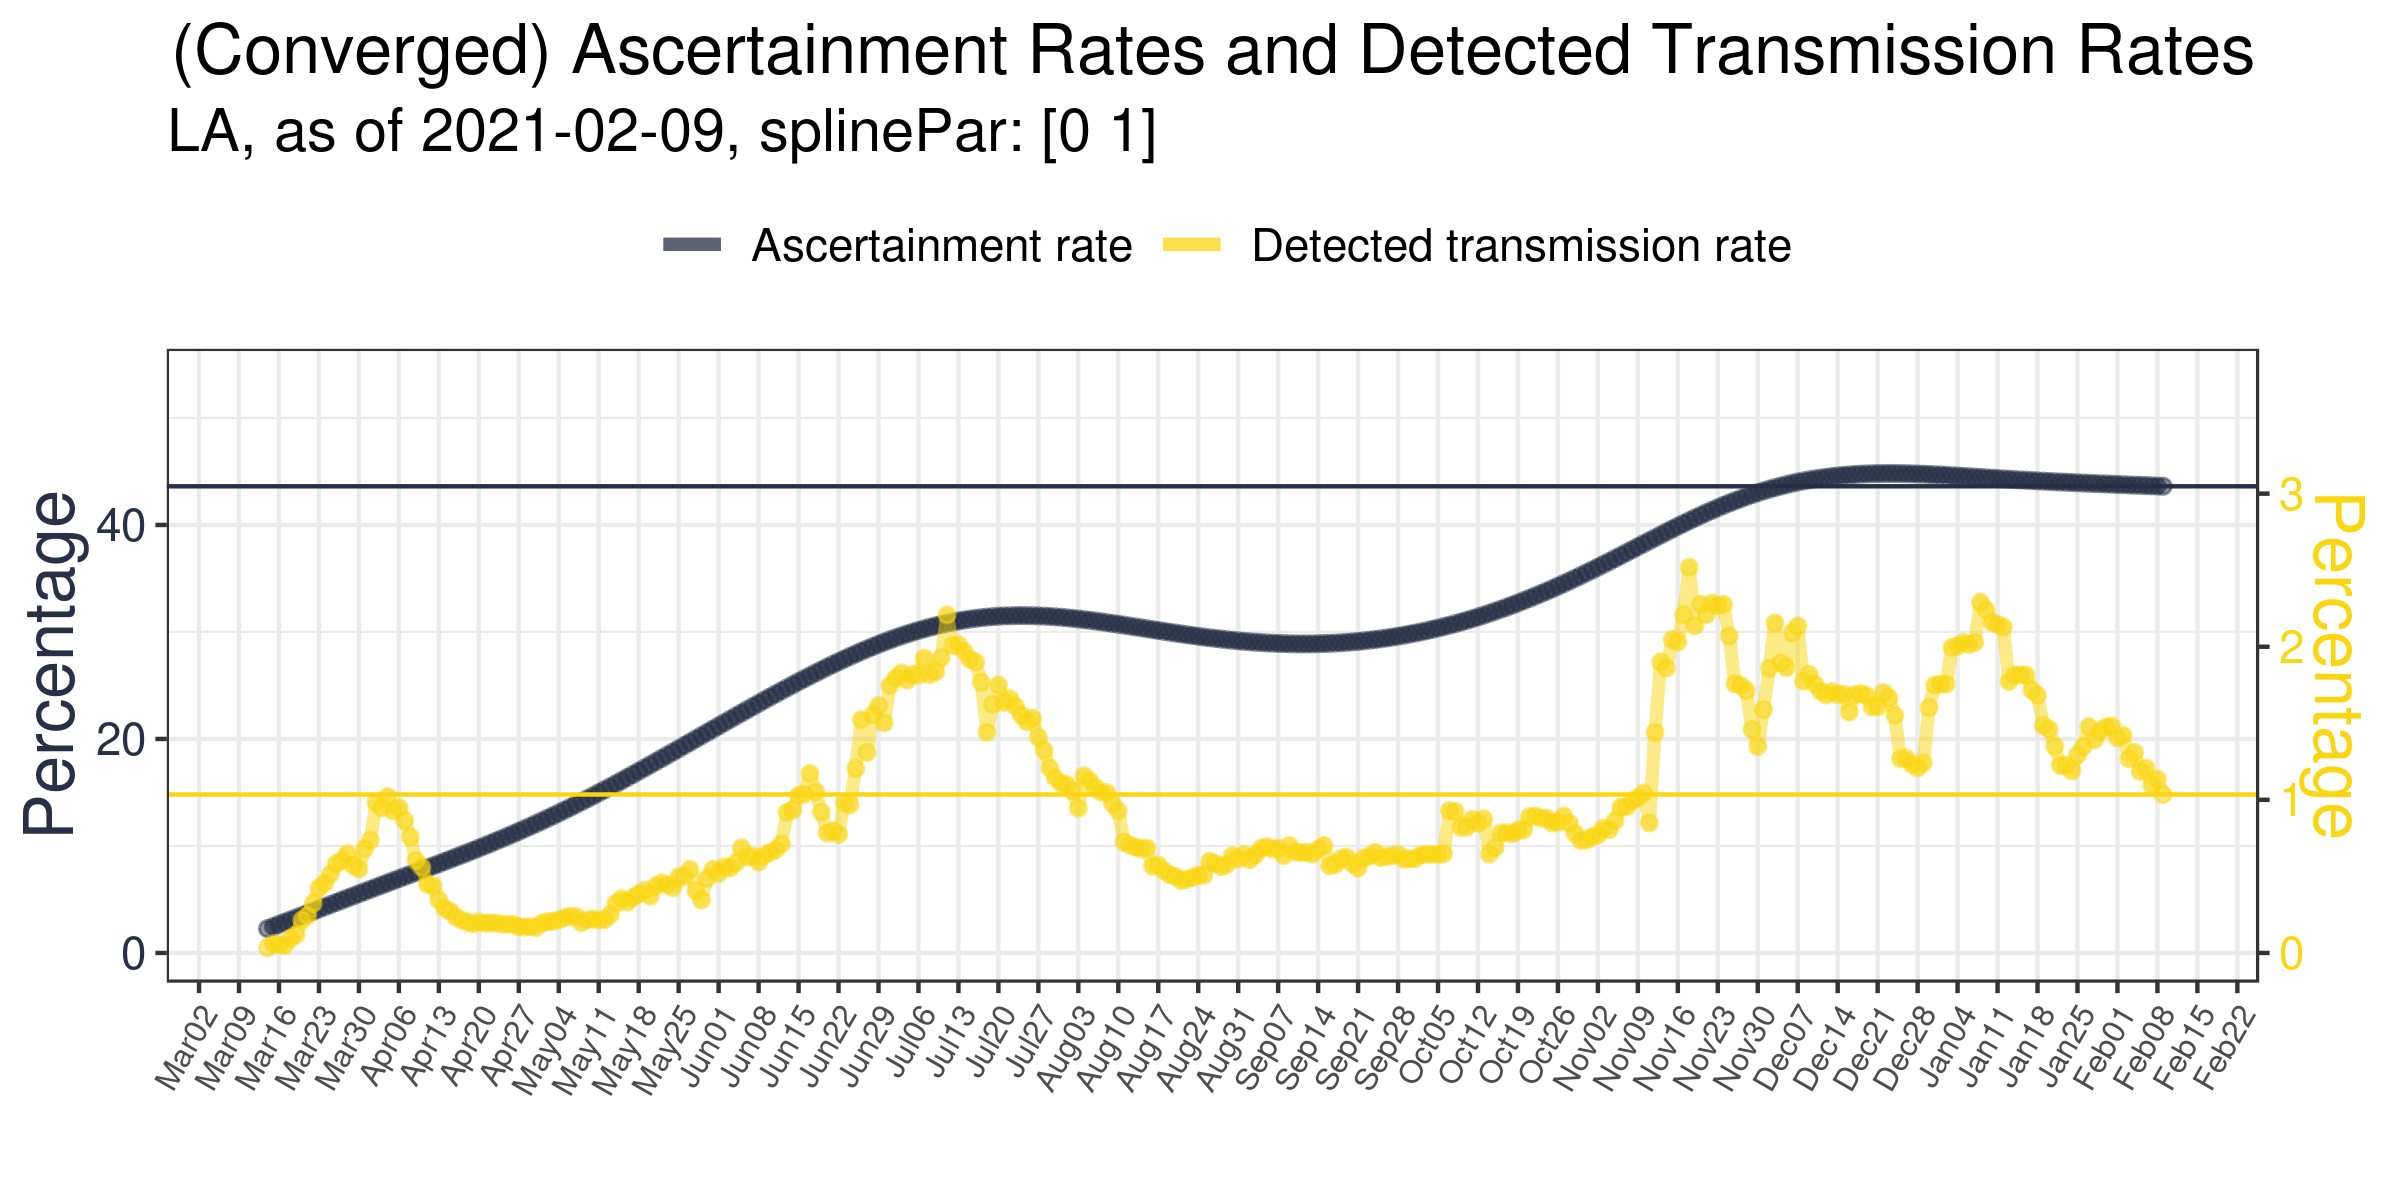 (Converged) Ascertainment Rates and Detected Transmission Rates
LA, as of 2021-02-09, splinePar: [0 1]
Ascertainment rate Detected transmission rate
Percentage
40
20
0
3
2
1
0
Percentage
Mar02 Mar09 Mar16 Mar23 Mar30 Apr06 Apr13 Apr20 Apr27 May04 May11 May18 May25 Jun01 Jun08 Jun15 Jun22 Jun29 Jul06 Jul13 Jul20 Jul27 Aug03 Aug10 Aug17 Aug24 Aug31 Sep07 Sep14 Sep21 Sep28 Oct05 Oct12 Oct19 Oct26 Nov02 Nov09 Nov16 Nov23 Nov30 Dec07 Dec14 Dec21 Dec28 Jan04 Jan11 Jan18 Jan25 Feb01 Feb08 Feb15 Feb22